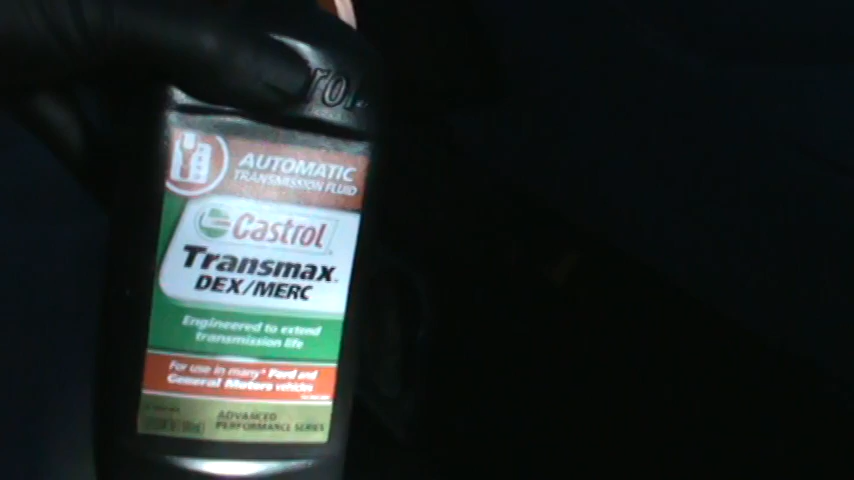 AUTOMATIC
TRANSMISSION FLUID
Castrol
Transmax
DEX/MERC
Engineered to extend
transmission life
For use in many* Ford and
General Motors vehicles
ADVANCED
PERFORMANCE SERIES